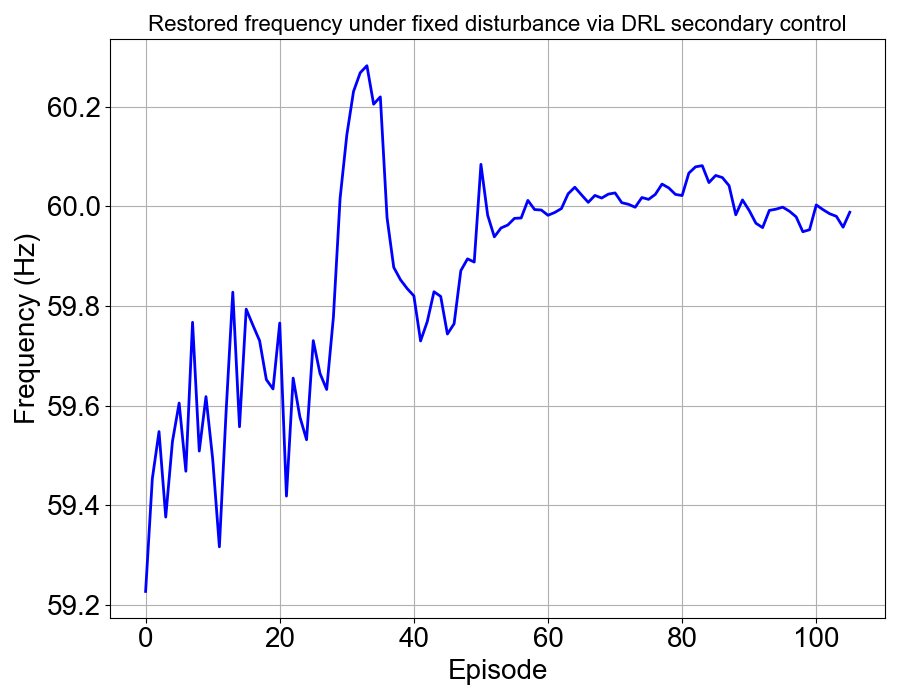 Restored frequency under fixed disturbance via DRL secondary control
60.2
60.0
59.8
59.6
59.4
59.2
Frequency (Hz)
0 20 40 60 80 100
Episode